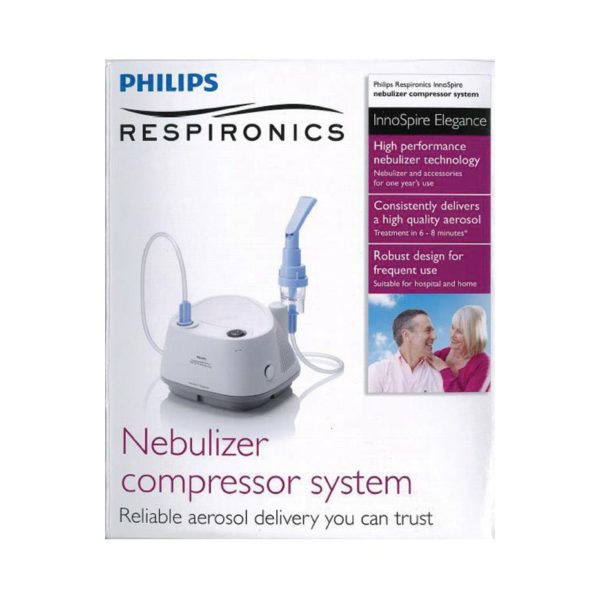 PHILIPS
RESPIRONICS
Philips Respironics InnoSpire
nebulizer compressor system
InnoSpire Elegance
High performance
nebulizer technology
Nebulizer and accessories
for one year's use
Consistently delivers
a high quality aerosol
Treatment in 6 - 8 minutes*
Robust design for
frequent use
Suitable for hospital and home
PHILIPS
Nebulizer
compressor system
Reliable aerosol delivery you can trust